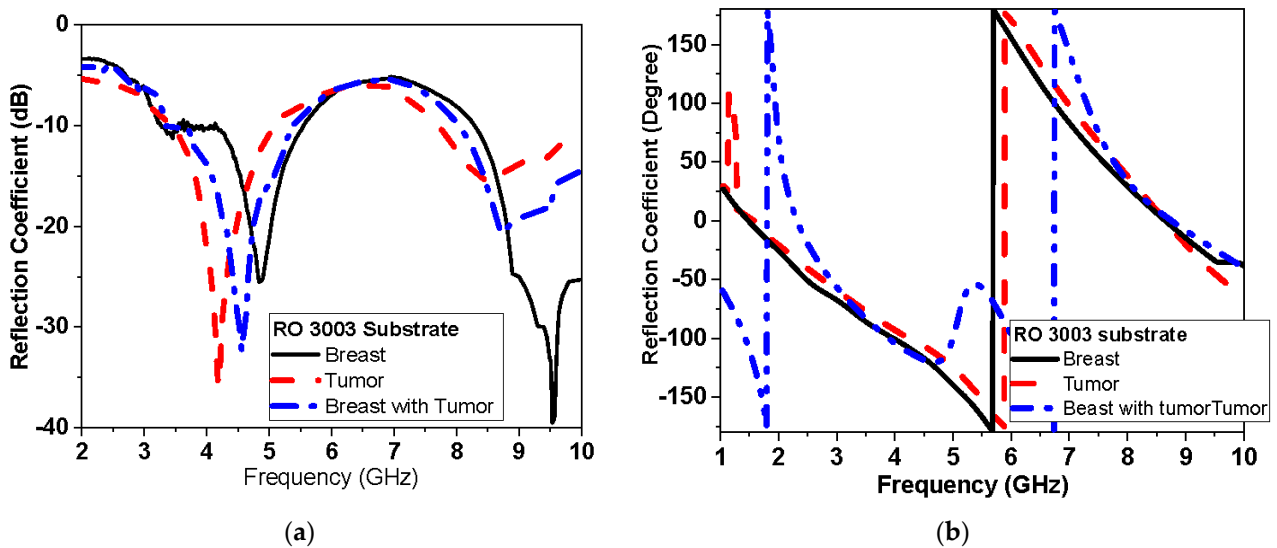 0
-10
-20
-30
-40
2
3
4
5
6
7
8
9
10
Reflection Coefficient (dB)
Frequency (GHz)
RO 3003 Substrate
Breast
Tumor
Breast with Tumor
(a)
150
100
50
0
-50
-100
-150
1
2
3
4
5
6
7
8
9
10
Reflection Coefficient (Degree)
Frequency (GHz)
RO 3003 substrate
Breast
Tumor
Beast with tumorTumor
(b)